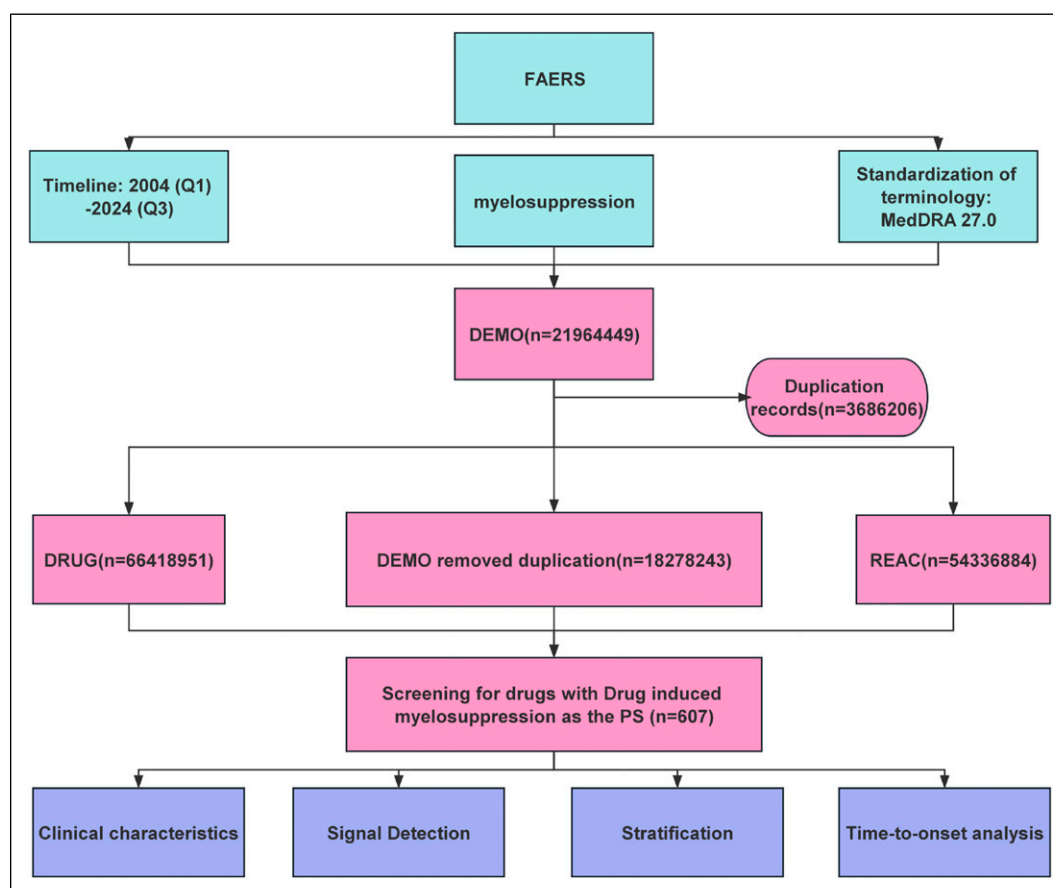 FAERS
Timeline: 2004 (Q1)
-2024 (Q3)
myelosuppression
Standardization of
terminology:
MedDRA 27.0
DEMO(n=21964449)
Duplication
records(n=3686206)
DRUG(n=66418951)
DEMO removed duplication(n=18278243)
REAC(n=54336884)
Screening for drugs with Drug induced
myelosuppression as the PS (n=607)
Clinical characteristics
Signal Detection
Stratification
Time-to-onset analysis